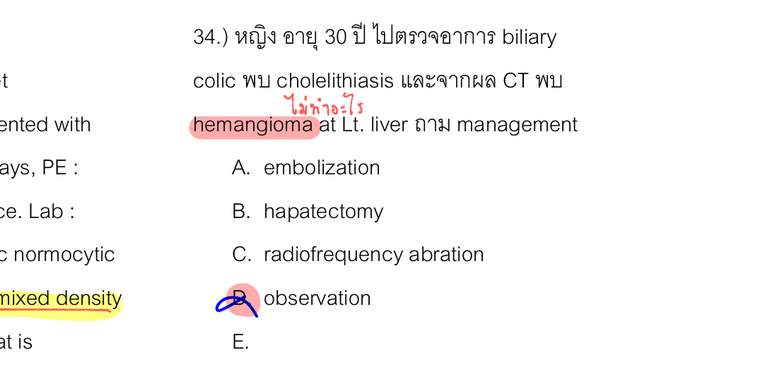 et
ented with
ays, PE :
ce. Lab :
c normocytic
mixed density
at is
34.) หญิง อายุ 30 ปี ไปตรวจอาการ biliary
colic พบ cholelithiasis และจากผล CT พบ
ไม่ทำอะไร
hemangioma at Lt. liver ถาม management
A. embolization
B. hapatectomy
C. radiofrequency abration
D. observation
E.